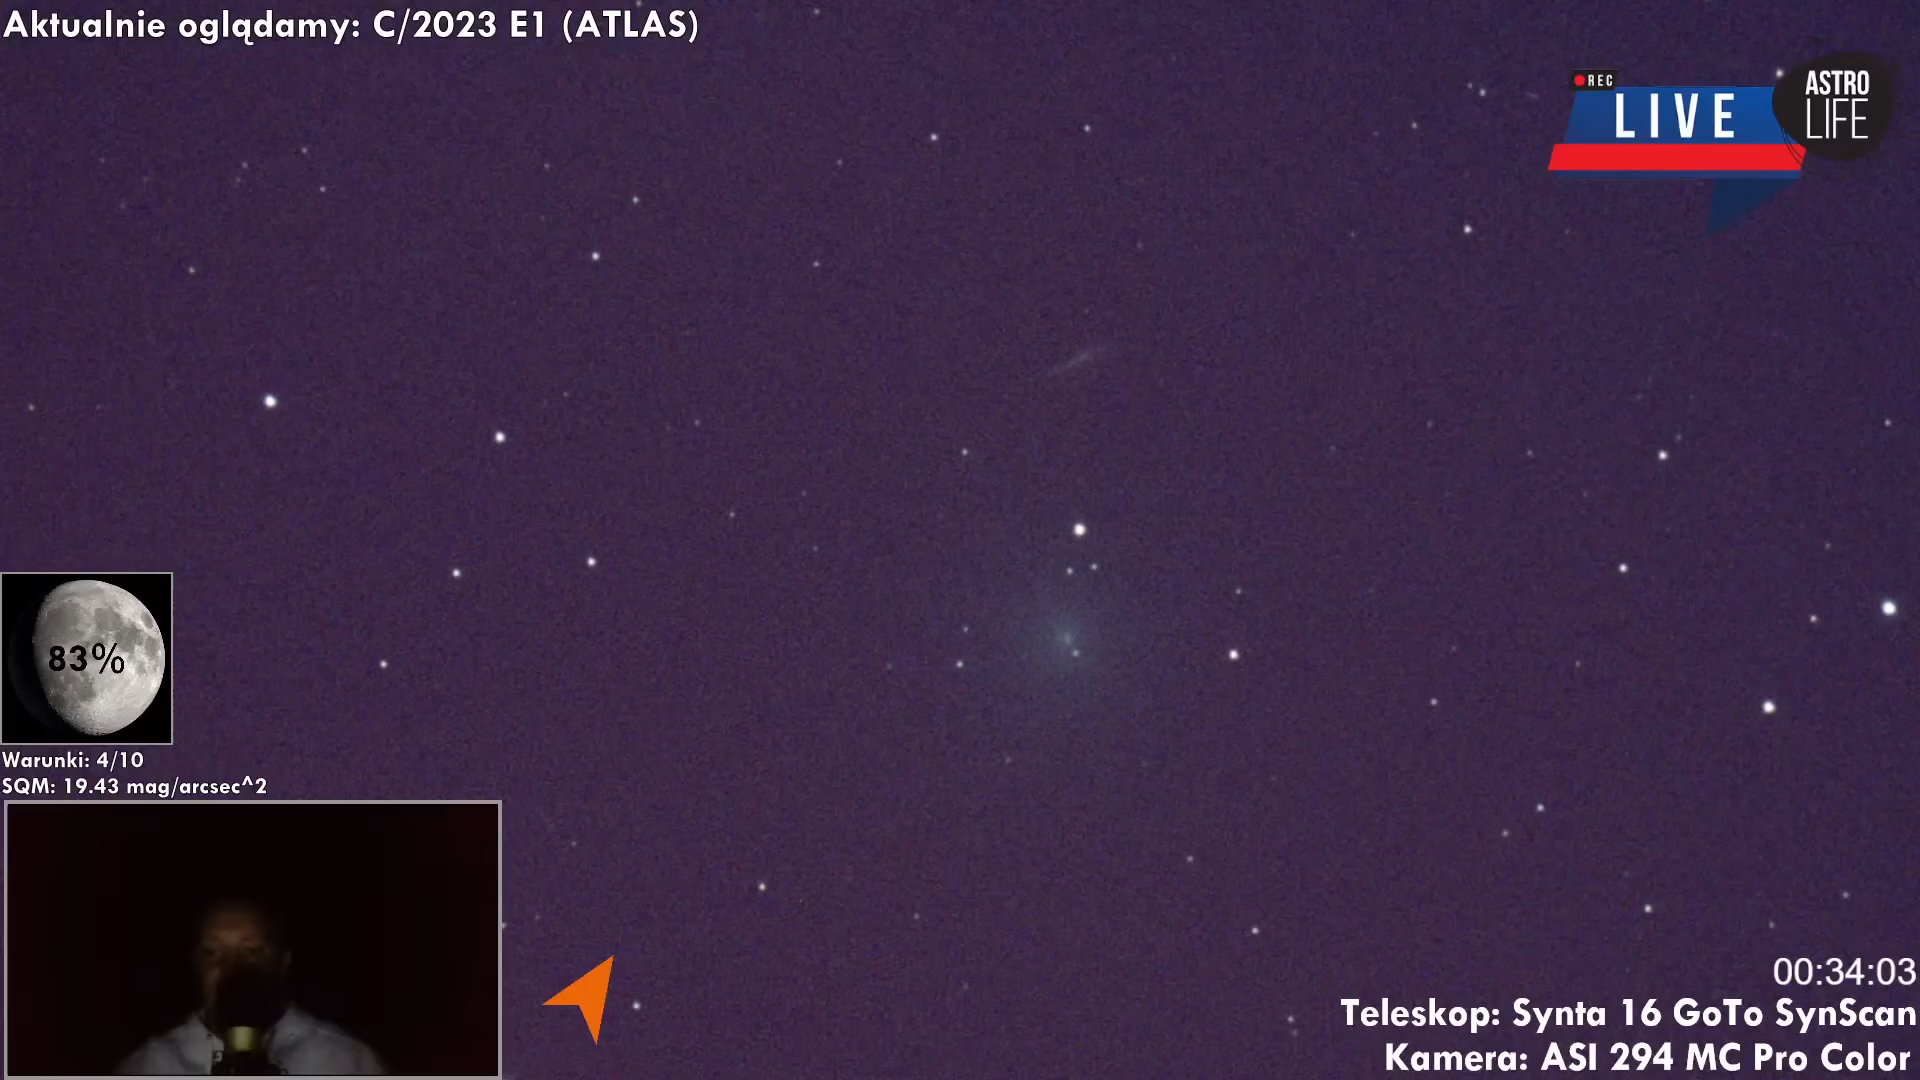 Aktualnie oglądamy: C/2023 E1 (ATLAS)
REC
LIVE
ASTRO
LIFE
83%
Warunki: 4/10
SQM: 19.43 mag/arcsec^2
00:34:03
Teleskop: Synta 16 GoTo SynScan
Kamera: ASI 294 MC Pro Color